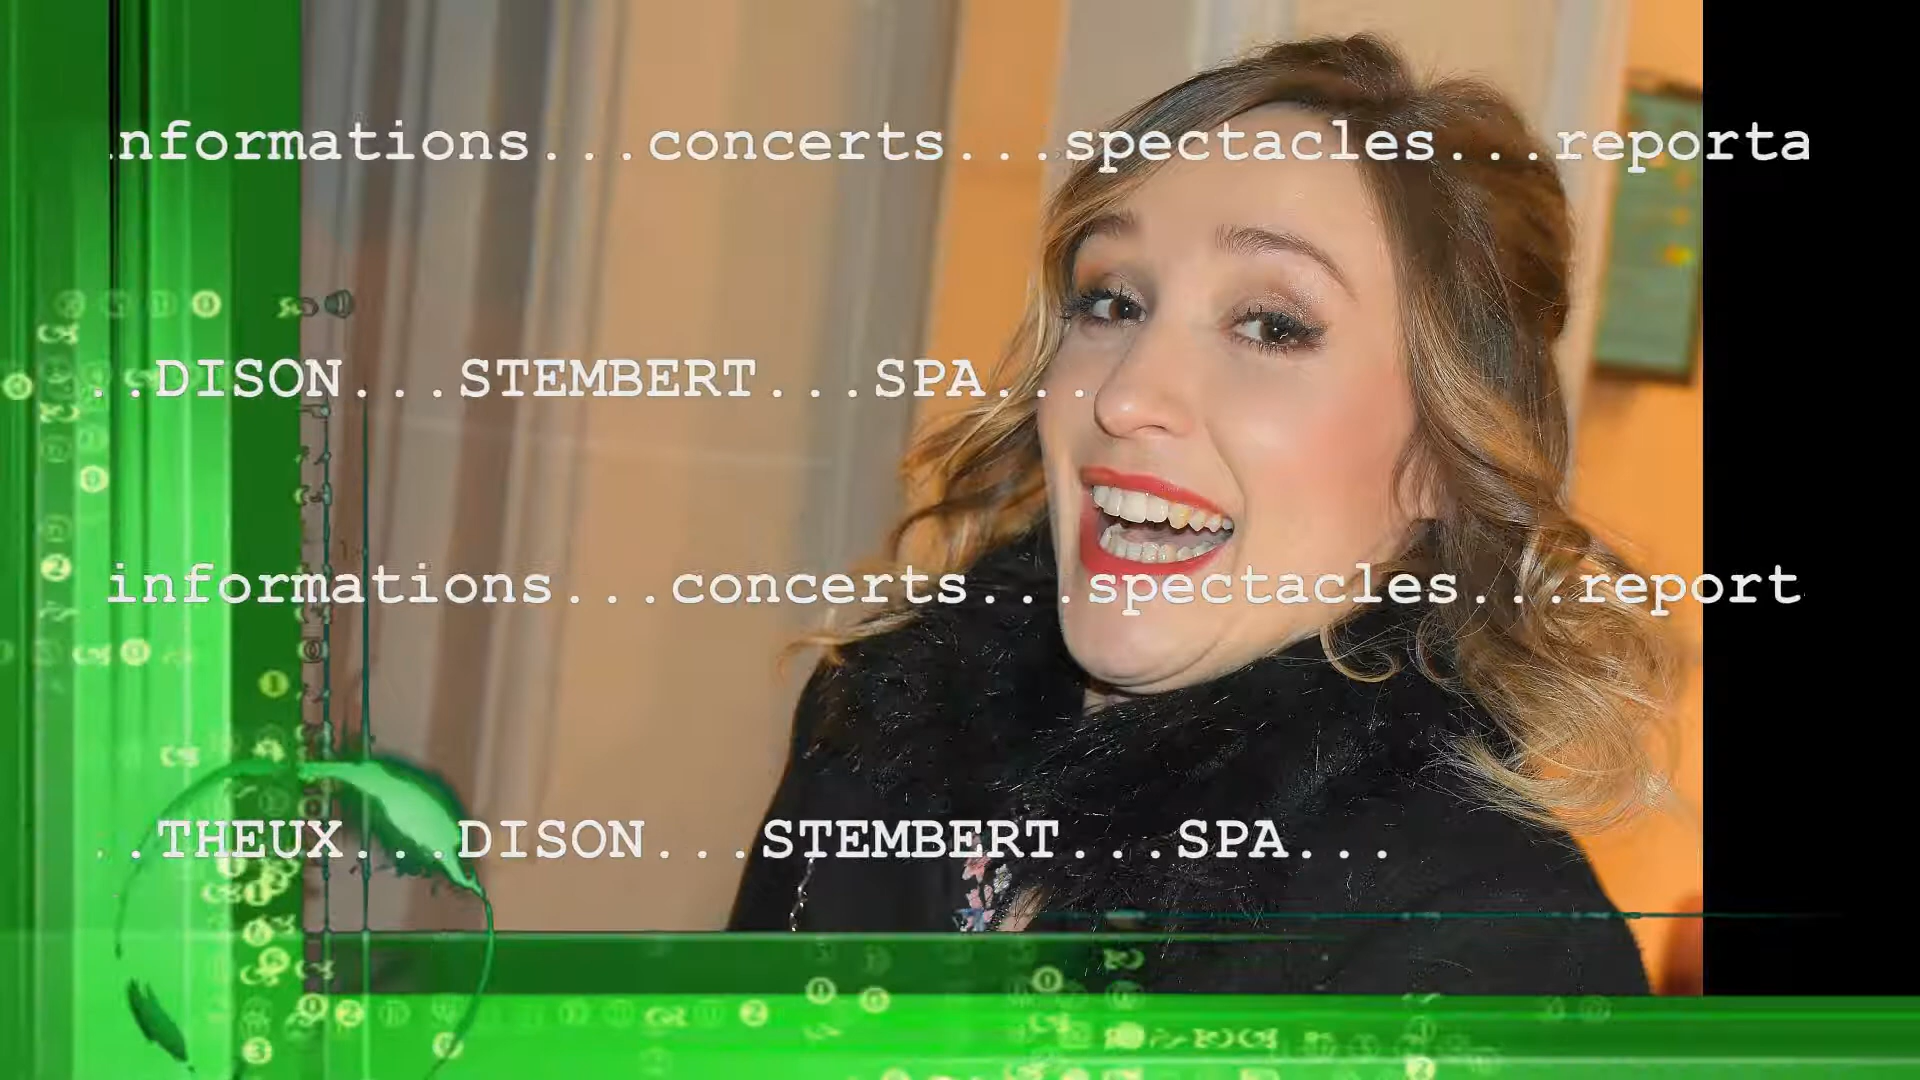 nformations...concerts...spectacles...reporta
..DISON...STEMBERT...SPA...
informations...concerts...spectacles...report
..THEUX...DISON...STEMBERT...SPA...